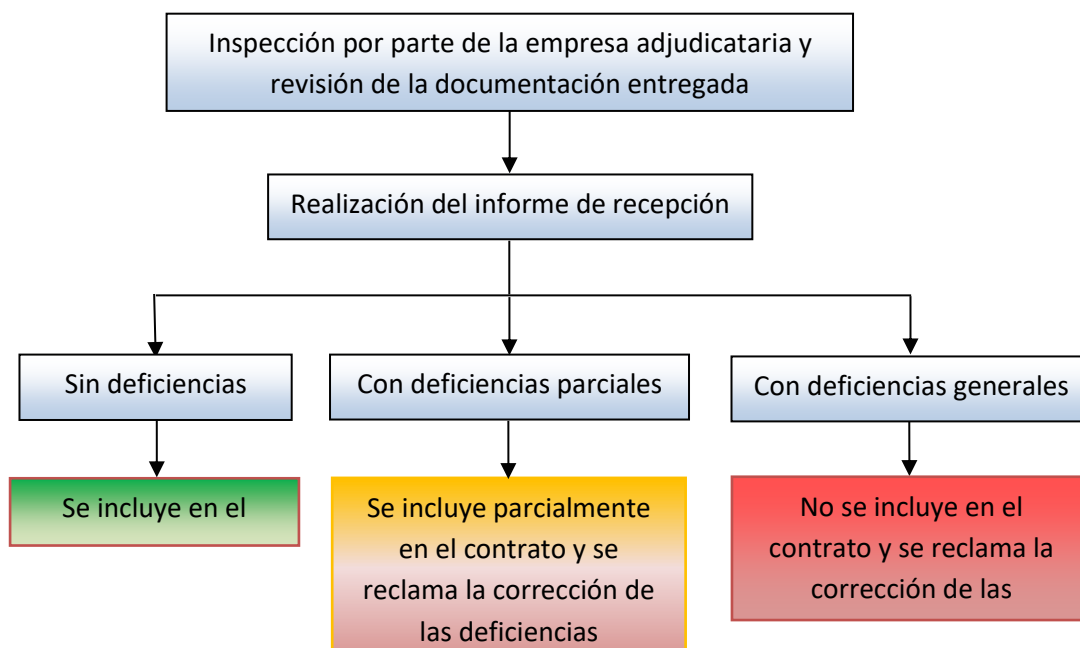 Inspección por parte de la empresa adjudicataria y
revisión de la documentación entregada
Realización del informe de recepción
Sin deficiencias
Con deficiencias parciales
Con deficiencias generales
Se incluye en el
Se incluye parcialmente
en el contrato y se
reclama la corrección de
las deficiencias
No se incluye en el
contrato y se reclama la
corrección de las